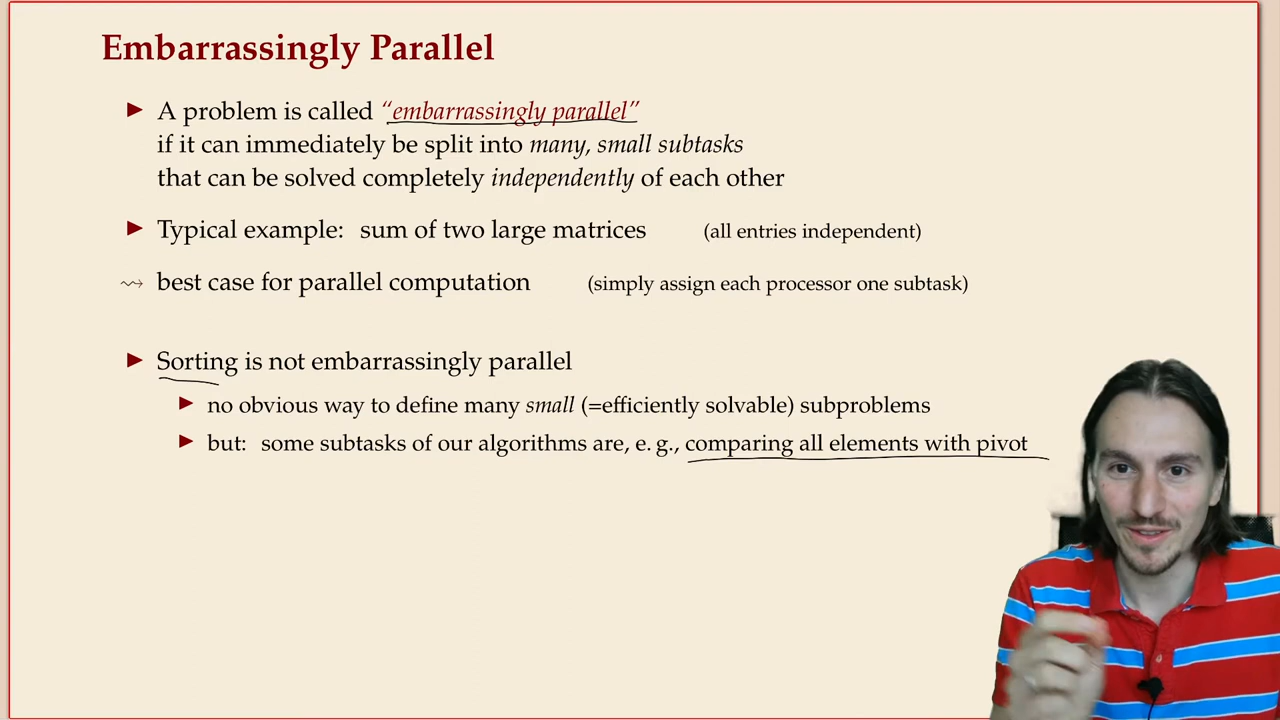 Embarrassingly Parallel
▶ A problem is called “embarrassingly parallel”
if it can immediately be split into many, small subtasks
that can be solved completely independently of each other
▶ Typical example: sum of two large matrices (all entries independent)
⇝ best case for parallel computation (simply assign each processor one subtask)
▶ Sorting is not embarrassingly parallel
▶ no obvious way to define many small (=efficiently solvable) subproblems
▶ but: some subtasks of our algorithms are, e. g., comparing all elements with pivot